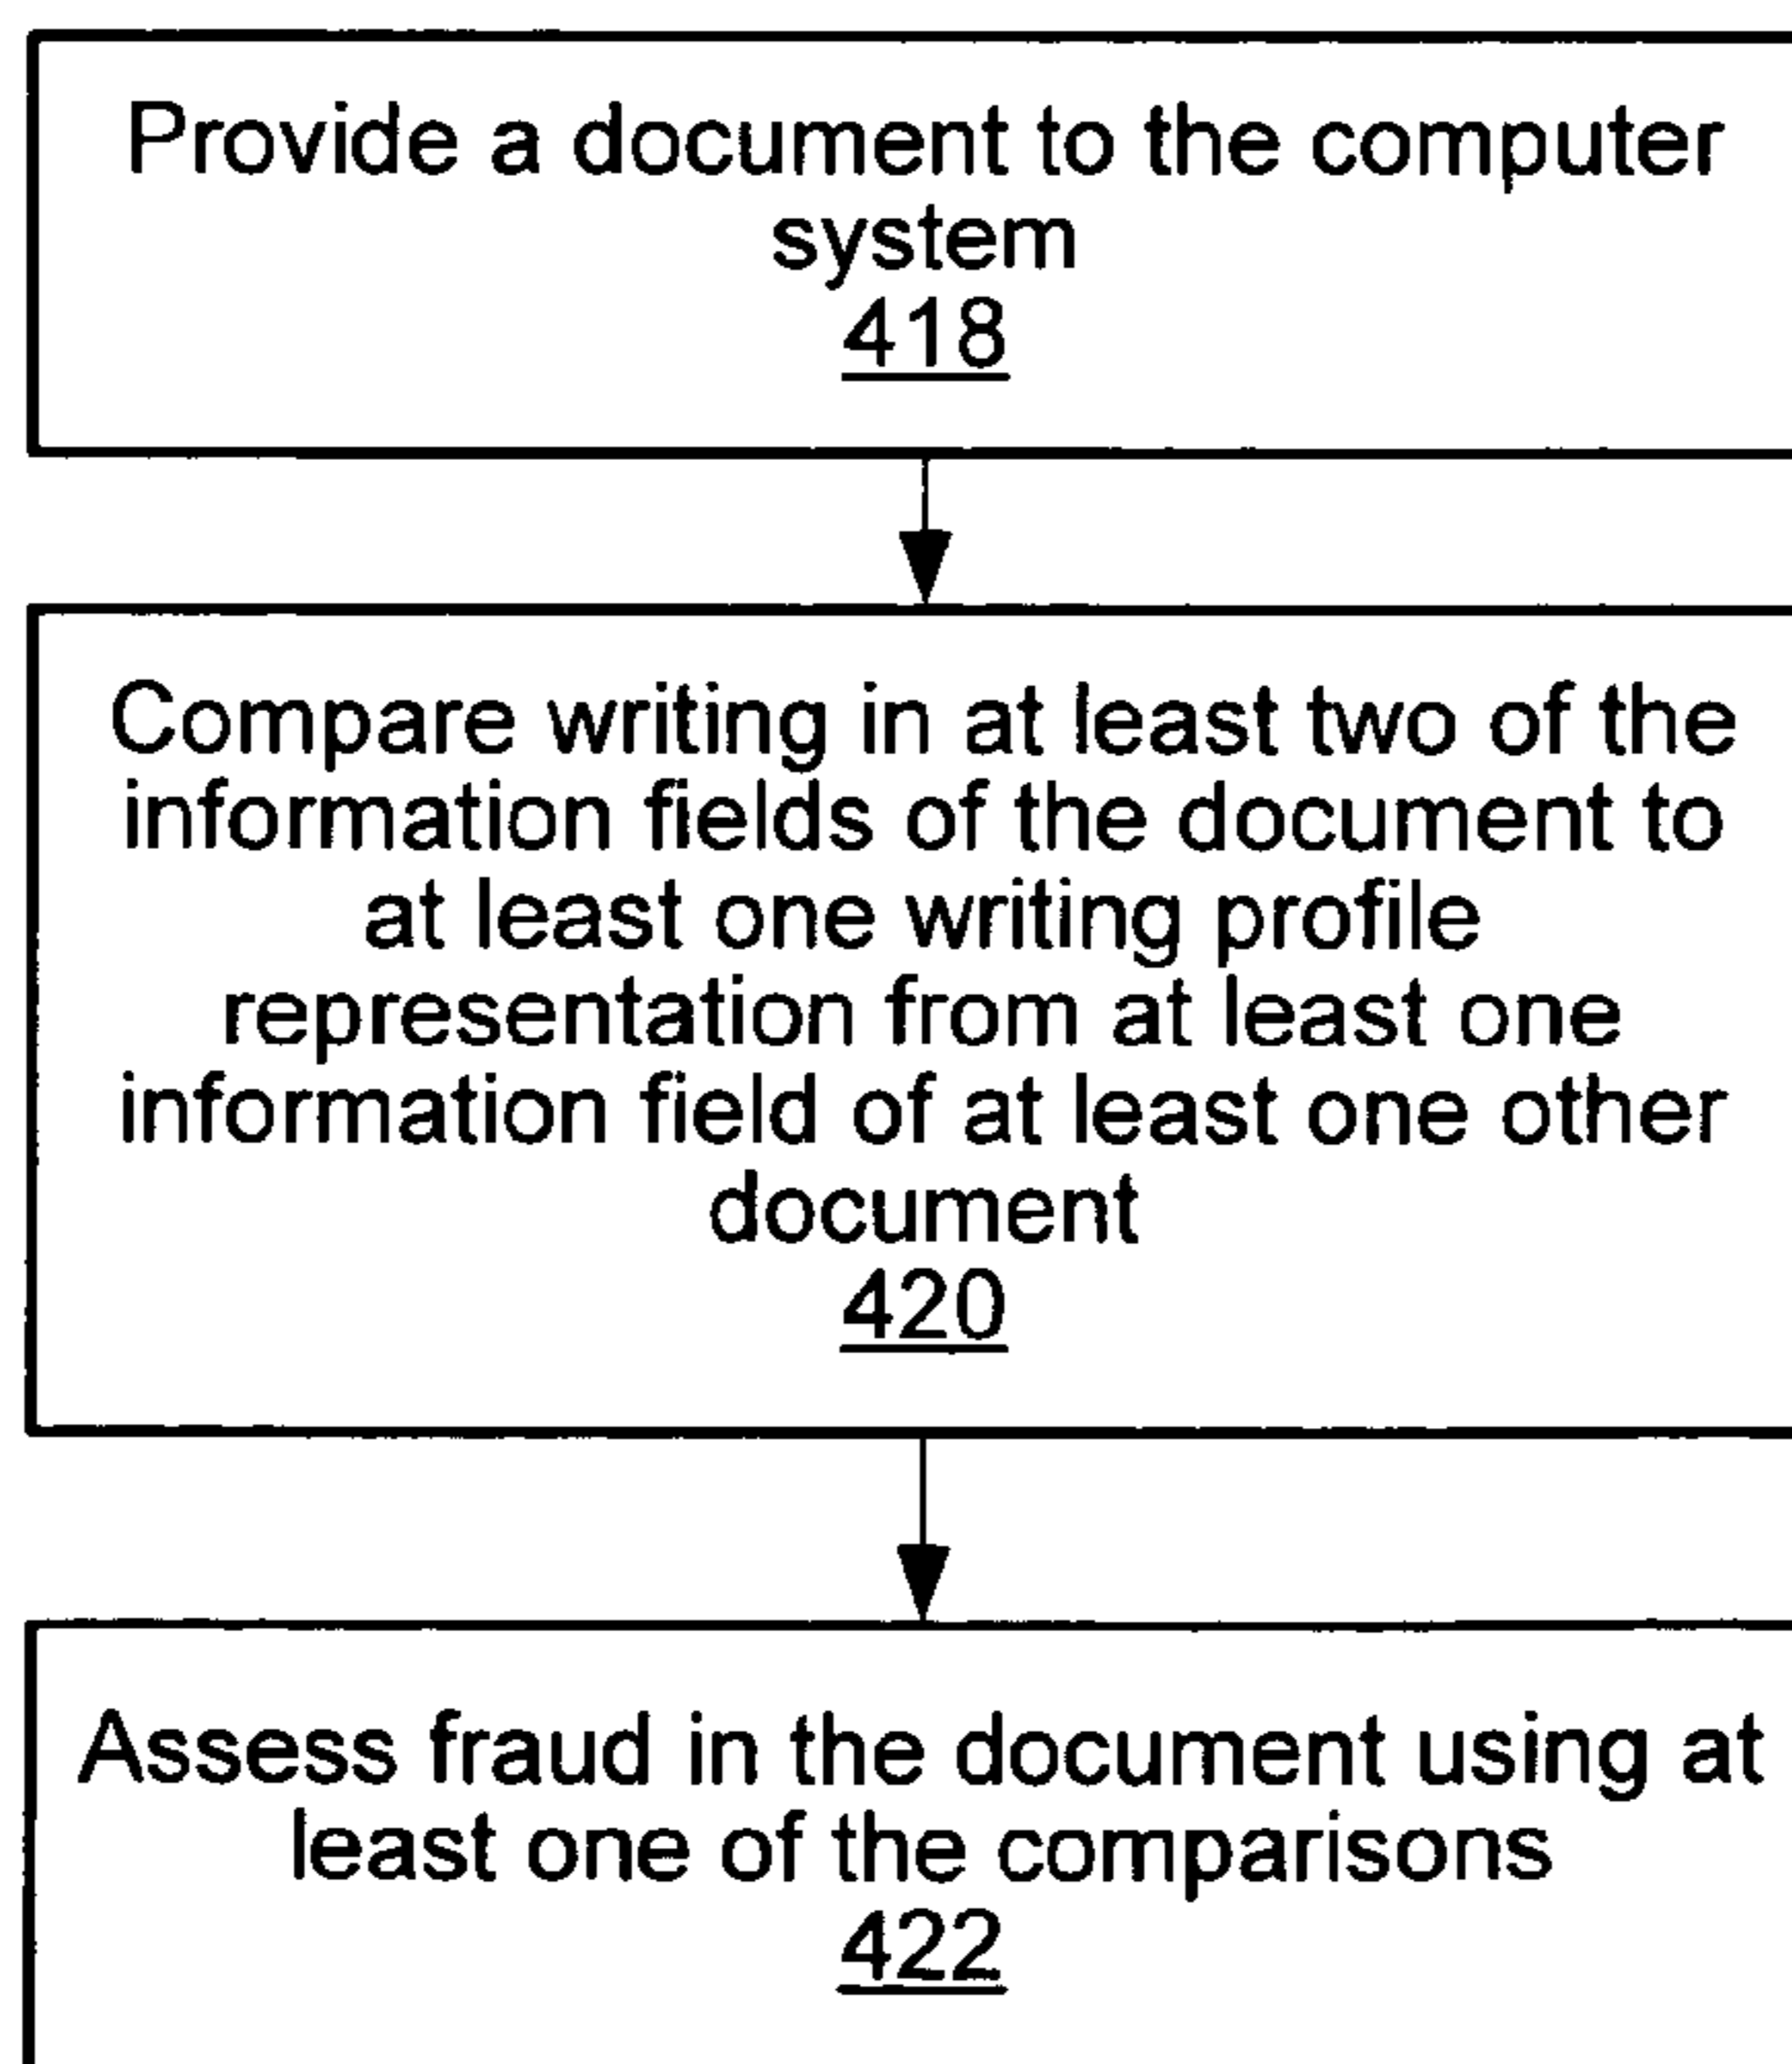 Provide a document to the computer
system
418
Compare writing in at least two of the
information fields of the document to
at least one writing profile
representation from at least one
information field of at least one other
document
420
Assess fraud in the document using at
least one of the comparisons
422